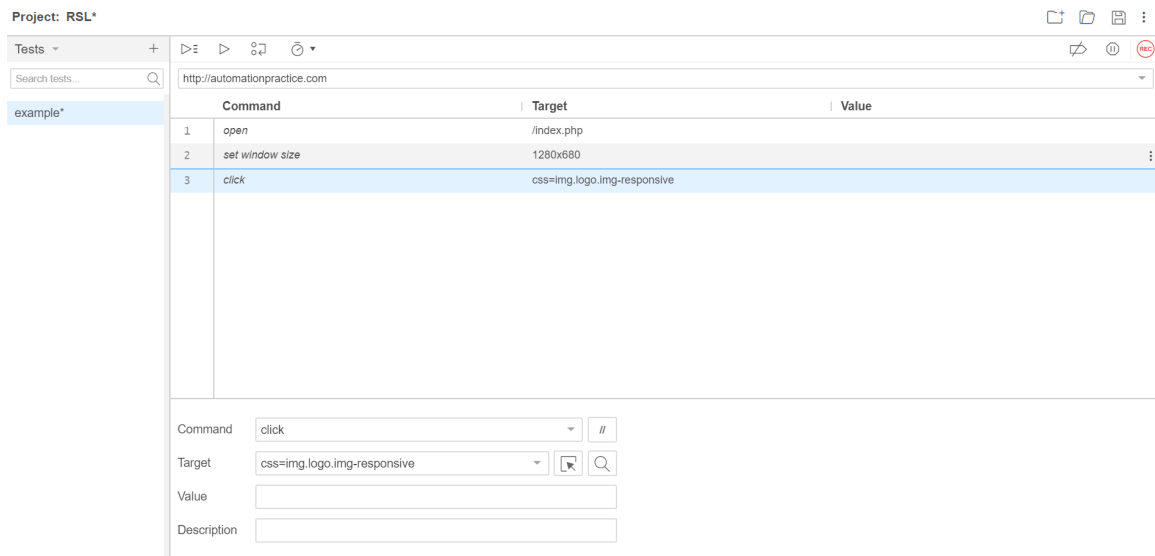 Project: RSL*
Tests
REC
Search tests...
http://automationpractice.com
example*
Command Target Value
1 open /index.php
2 set window size 1280x680
3 click css=img.logo.img-responsive
Command click //
Target css=img.logo.img-responsive
Value
Description